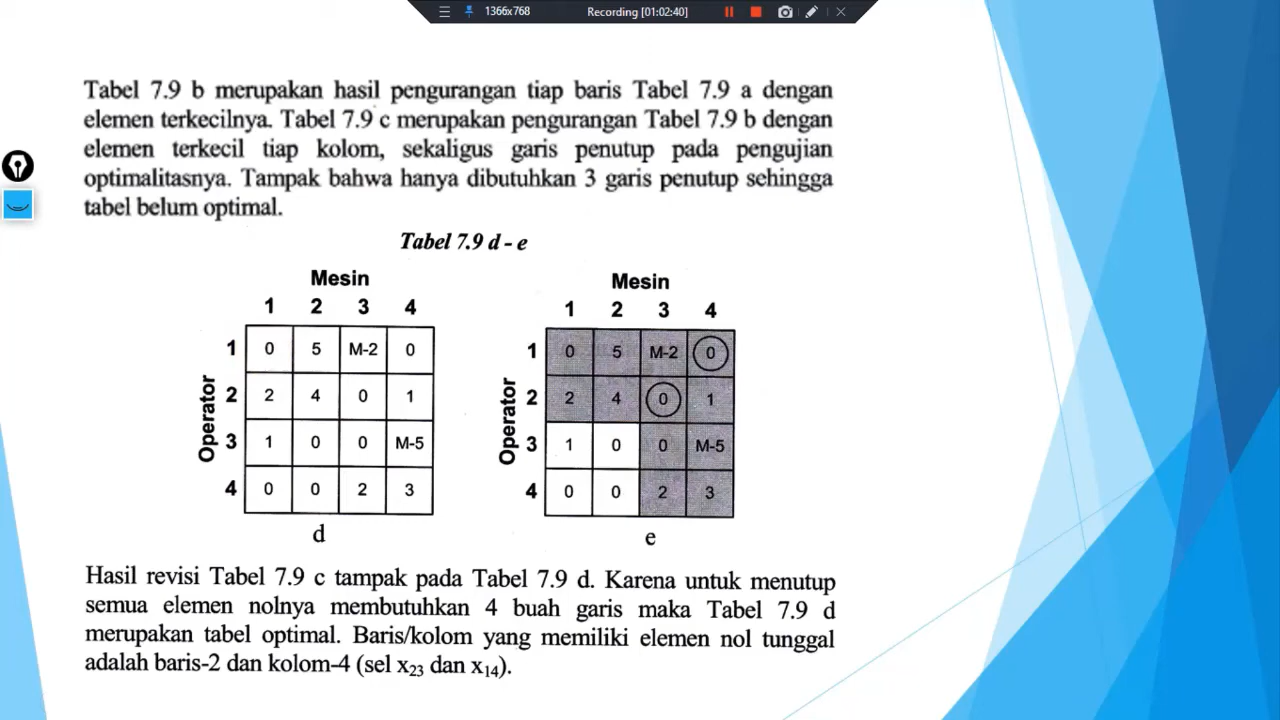 1366x768 Recording [01:02:40]
Tabel 7.9 b merupakan hasil pengurangan tiap baris Tabel 7.9 a dengan
elemen terkecilnya. Tabel 7.9 c merupakan pengurangan Tabel 7.9 b dengan
elemen terkecil tiap kolom, sekaligus garis penutup pada pengujian
optimalitasnya. Tampak bahwa hanya dibutuhkan 3 garis penutup sehingga
tabel belum optimal.
Tabel 7.9 d - e
Mesin
1 2 3 4
Operator
1 0 5 M-2 0
2 2 4 0 1
3 1 0 0 M-5
4 0 0 2 3
d
Mesin
1 2 3 4
Operator
1 0 5 M-2 0
2 2 4 0 1
3 1 0 0 M-5
4 0 0 2 3
e
Hasil revisi Tabel 7.9 c tampak pada Tabel 7.9 d. Karena untuk menutup
semua elemen nolnya membutuhkan 4 buah garis maka Tabel 7.9 d
merupakan tabel optimal. Baris/kolom yang memiliki elemen nol tunggal
adalah baris-2 dan kolom-4 (sel x₂₃ dan x₁₄).